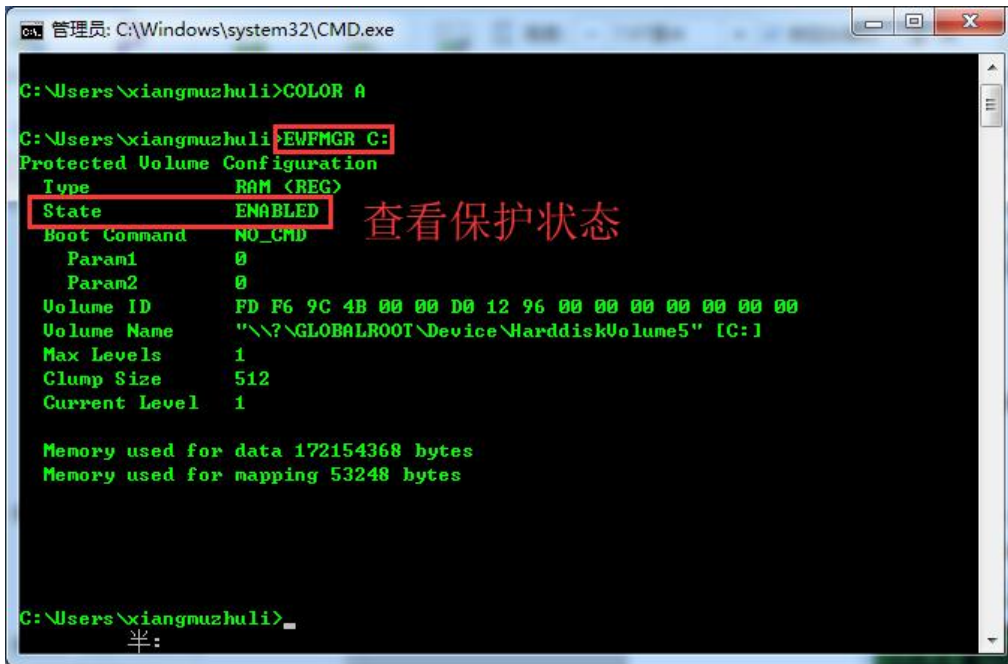 管理员: C:\Windows\system32\CMD.exe
C:\Users\xiangmuzhuli>COLOR A
C:\Users\xiangmuzhuli>EWFMGR C:
Protected Volume Configuration
Type RAM (REG)
State ENABLED
查看保护状态
Boot Command NO_CMD
Param1 0
Param2 0
Volume ID FD F6 9C 4B 00 00 D0 12 96 00 00 00 00 00 00 00
Volume Name "\\?\GLOBALROOT\Device\HarddiskVolume5" [C:]
Max Levels 1
Clump Size 512
Current Level 1
Memory used for data 172154368 bytes
Memory used for mapping 53248 bytes
C:\Users\xiangmuzhuli>_
半: